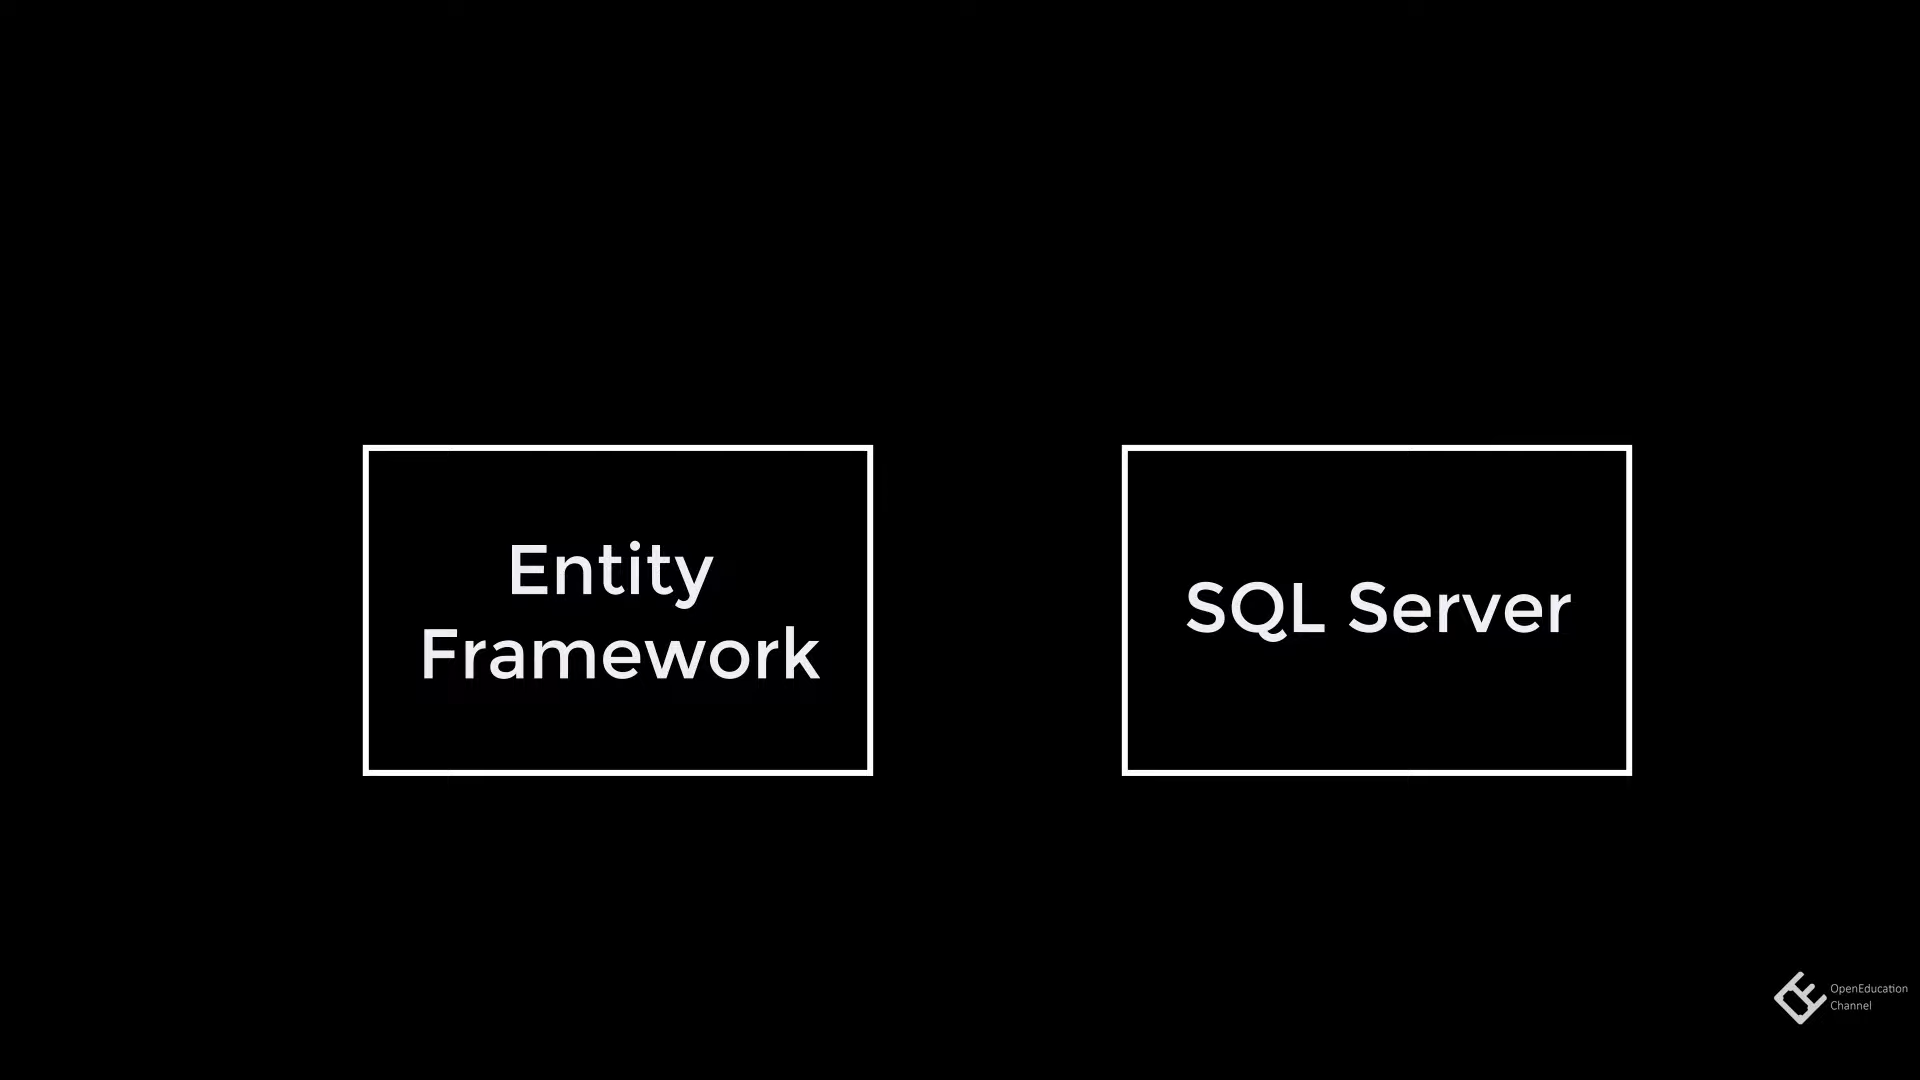 Entity
Framework
SQL Server
OpenEducation
Channel